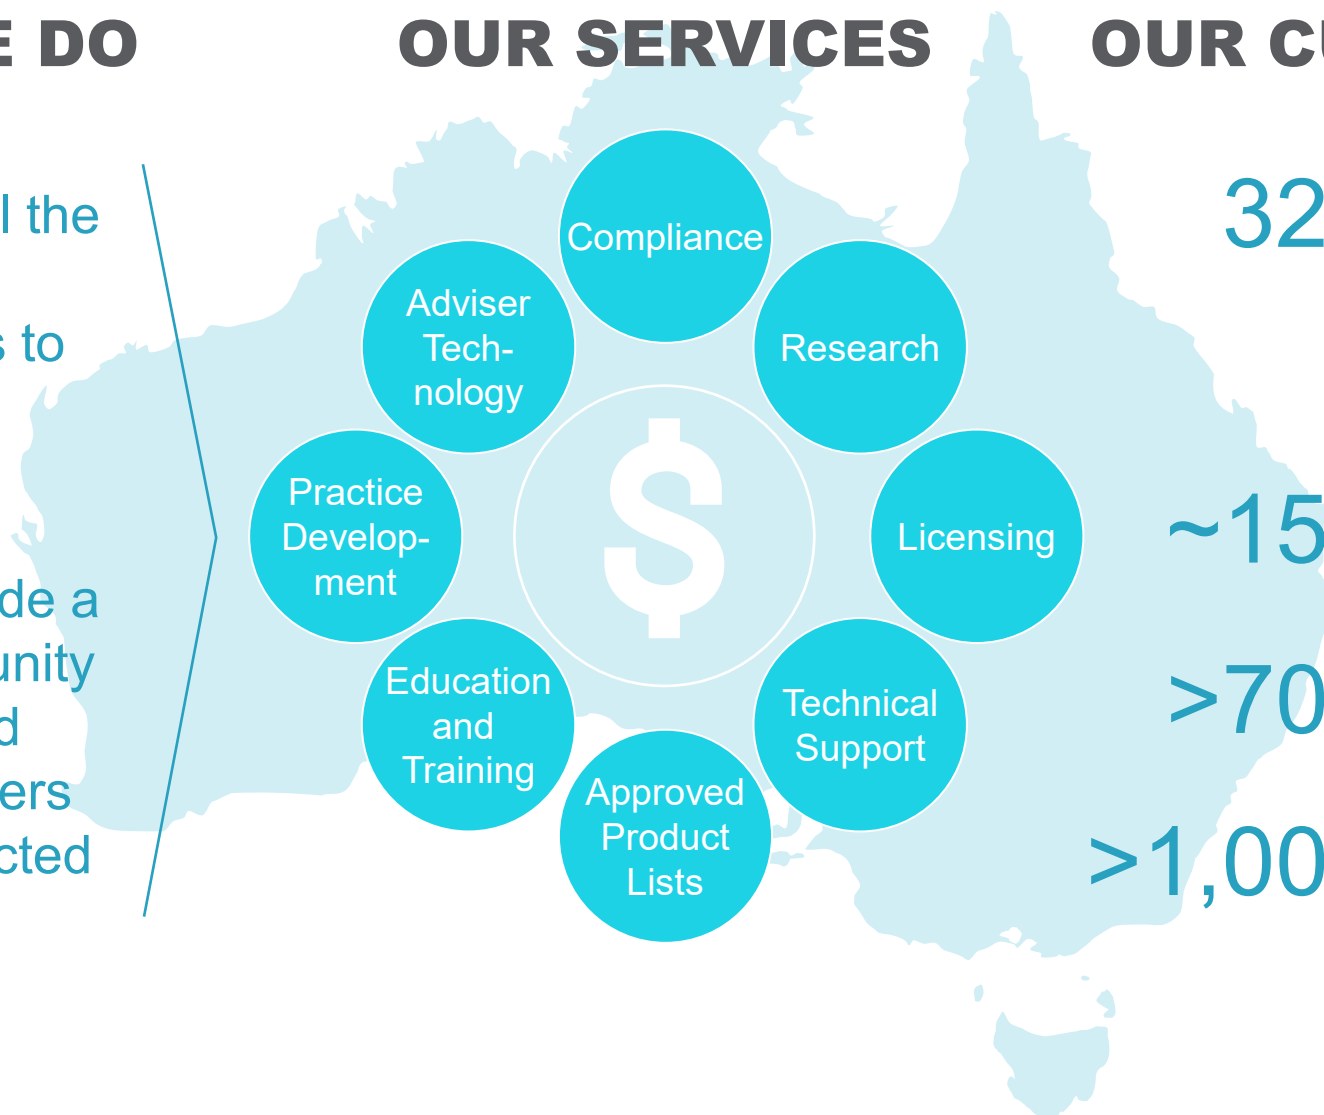 E DO
l the
s to
de a
unity
d
ers
cted
OUR SERVICES
Compliance
Adviser
Tech-
nology
Research
Practice
Develop-
ment
$
Licensing
Education
and
Training
Technical
Support
Approved
Product
Lists
OUR CU
32
~15
>70
>1,00